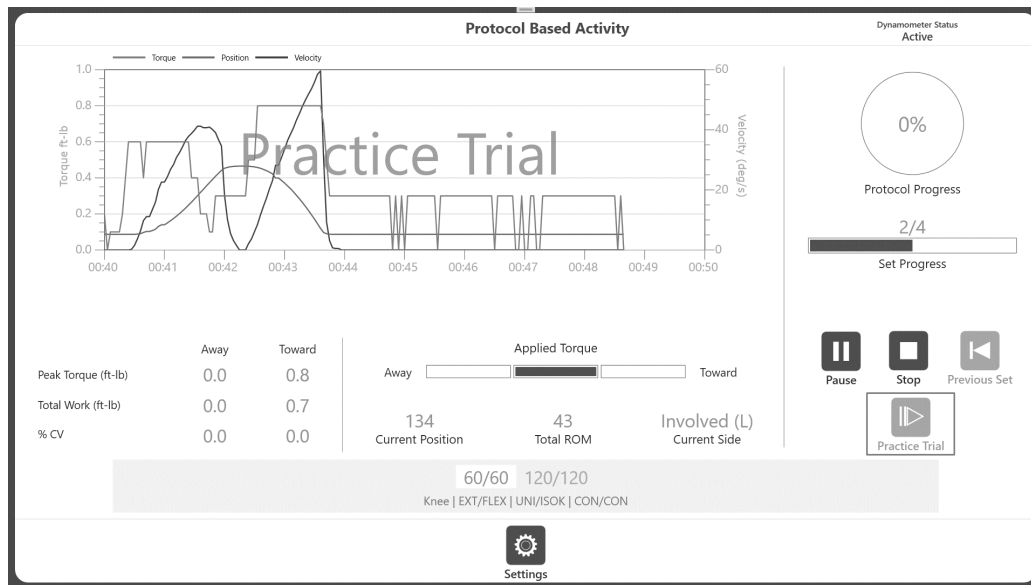 Protocol Based Activity
Dynamometer Status
Active
Torque Position Velocity
1.0
0.8
0.6
0.4
0.2
0.0
Torque ft-lb
60
40
20
0
Velocity (deg/s)
Practice Trial
00:40 00:41 00:42 00:43 00:44 00:45 00:46 00:47 00:48 00:49 00:50
0%
Protocol Progress
2/4
Set Progress
Pause Stop Previous Set
Practice Trial
Away Toward
Peak Torque (ft-lb) 0.0 0.8
Total Work (ft-lb) 0.0 0.7
% CV 0.0 0.0
Applied Torque
Away Toward
134 43 Involved (L)
Current Position Total ROM Current Side
60/60 120/120
Knee | EXT/FLEX | UNI/ISOK | CON/CON
Settings